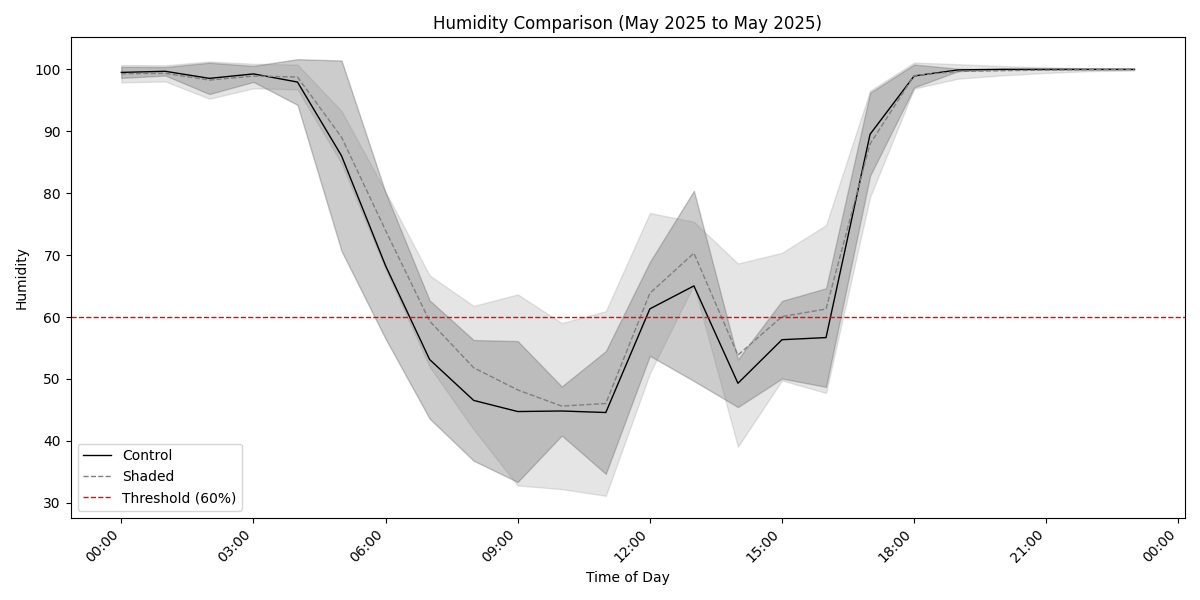 Humidity Comparison (May 2025 to May 2025)
Humidity
100
90
80
70
60
50
40
30
Control
Shaded
Threshold (60%)
00:00
03:00
06:00
09:00
12:00
15:00
18:00
21:00
00:00
Time of Day